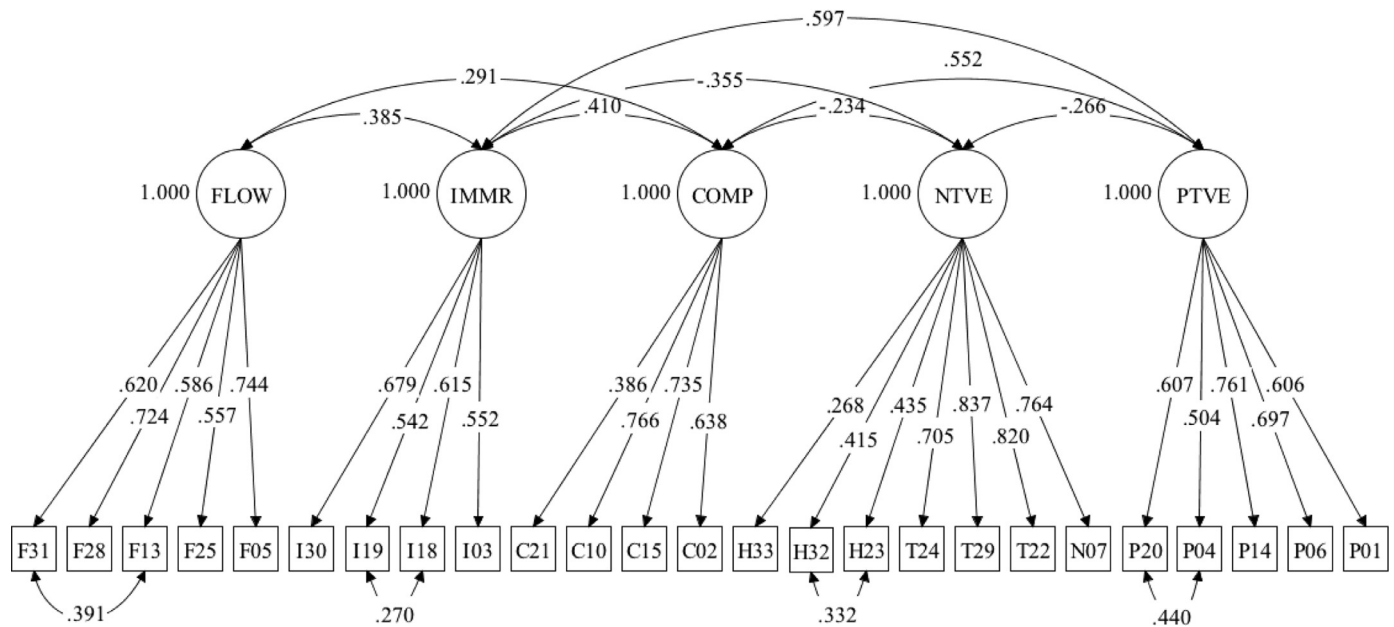 .597
.552
.291
-.355
.385
.410
-.234
-.266
1.000 FLOW 1.000 IMMR 1.000 COMP 1.000 NTVE 1.000 PTVE
.620 .586 .744 .679 .615 .386 .735 .268 .435 .837 .764 .607 .761 .606
.724 .557 .542 .552 .766 .638 .415 .705 .820 .504 .697
F31 F28 F13 F25 F05 I30 I19 I18 I03 C21 C10 C15 C02 H33 H32 H23 T24 T29 T22 N07 P20 P04 P14 P06 P01
.391 .270 .332 .440